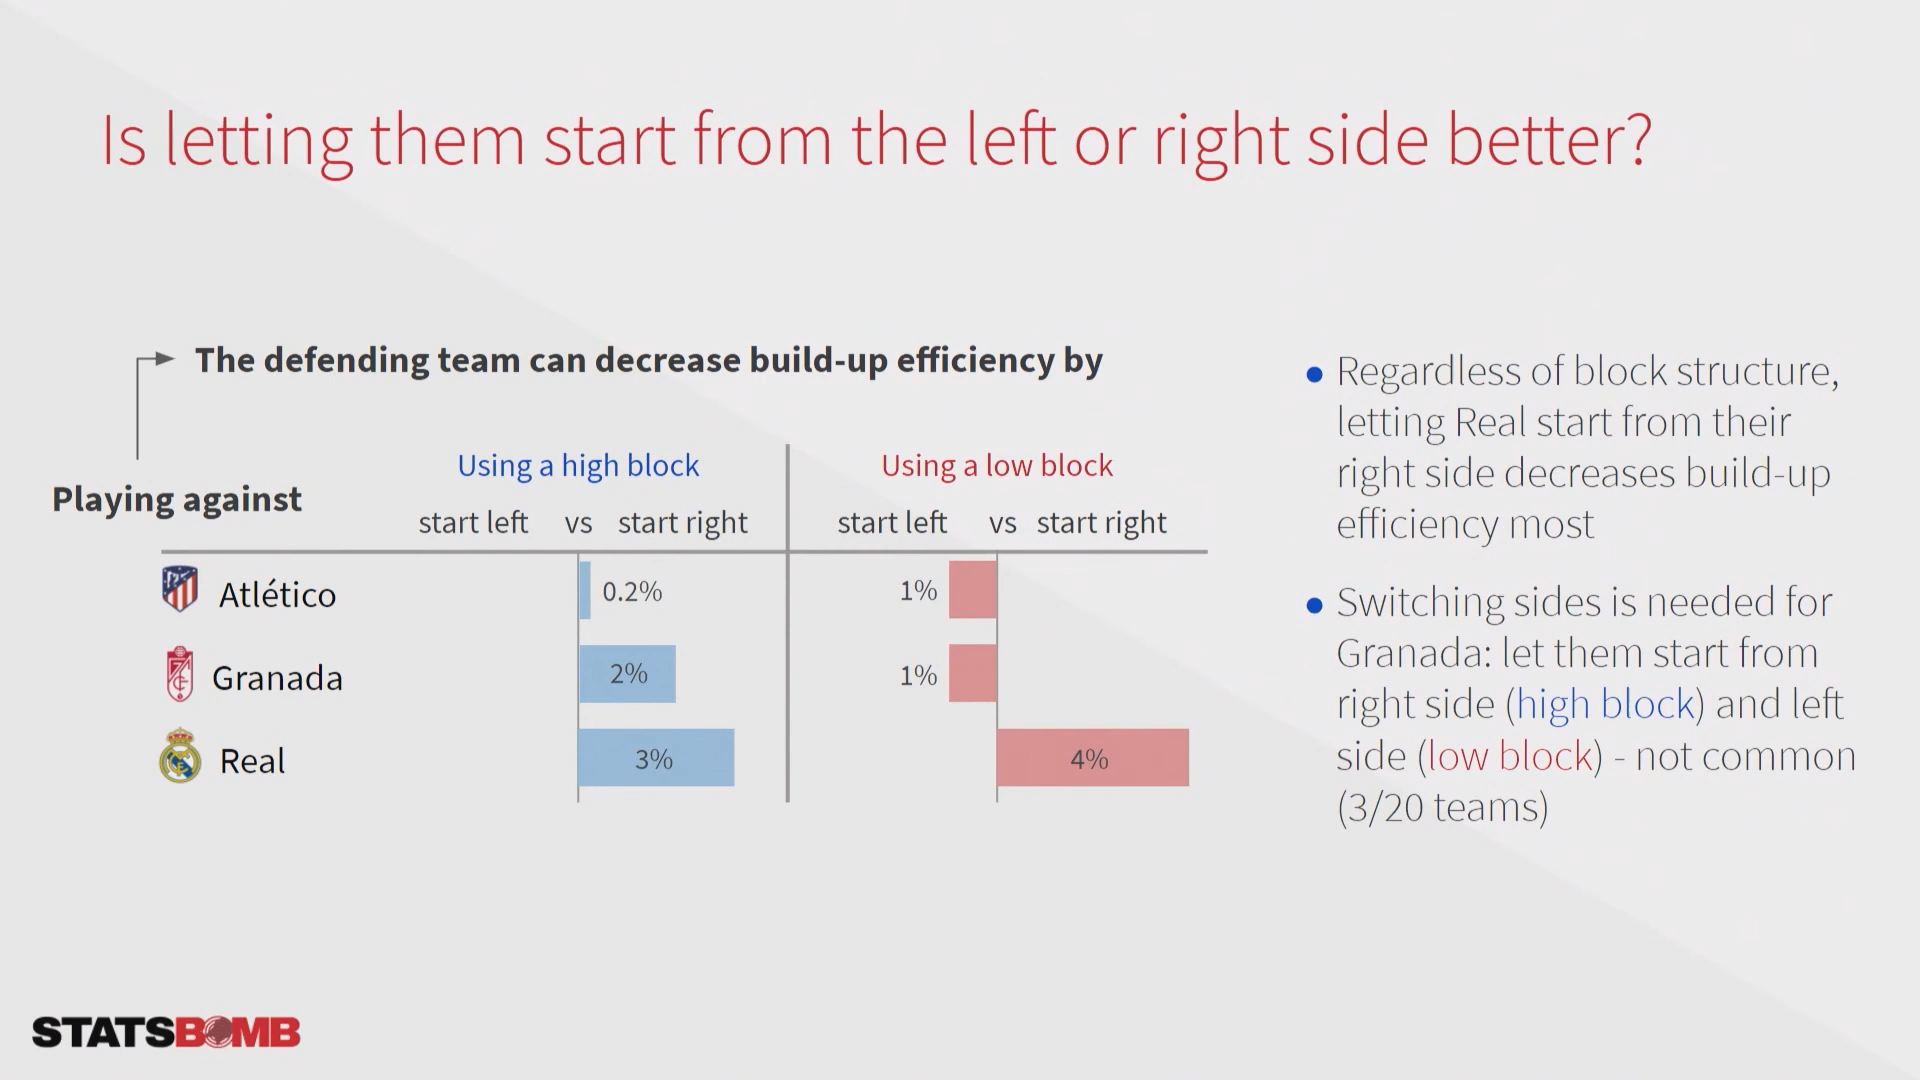 Is letting them start from the left or right side better?
The defending team can decrease build-up efficiency by
Playing against
Using a high block
Using a low block
start left vs start right
start left vs start right
Atlético 0.2% 1%
Granada 2% 1%
Real 3% 4%
● Regardless of block structure,
letting Real start from their
right side decreases build-up
efficiency most
● Switching sides is needed for
Granada: let them start from
right side (high block) and left
side (low block) - not common
(3/20 teams)
STATSBOMB